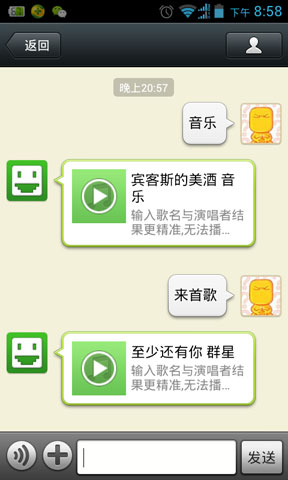 下午 8:58
返回
晚上20:57
音乐
宾客斯的美酒 音
乐
输入歌名与演唱者结
果更精准,无法播...
来首歌
至少还有你 群星
输入歌名与演唱者结
果更精准,无法播...
发送